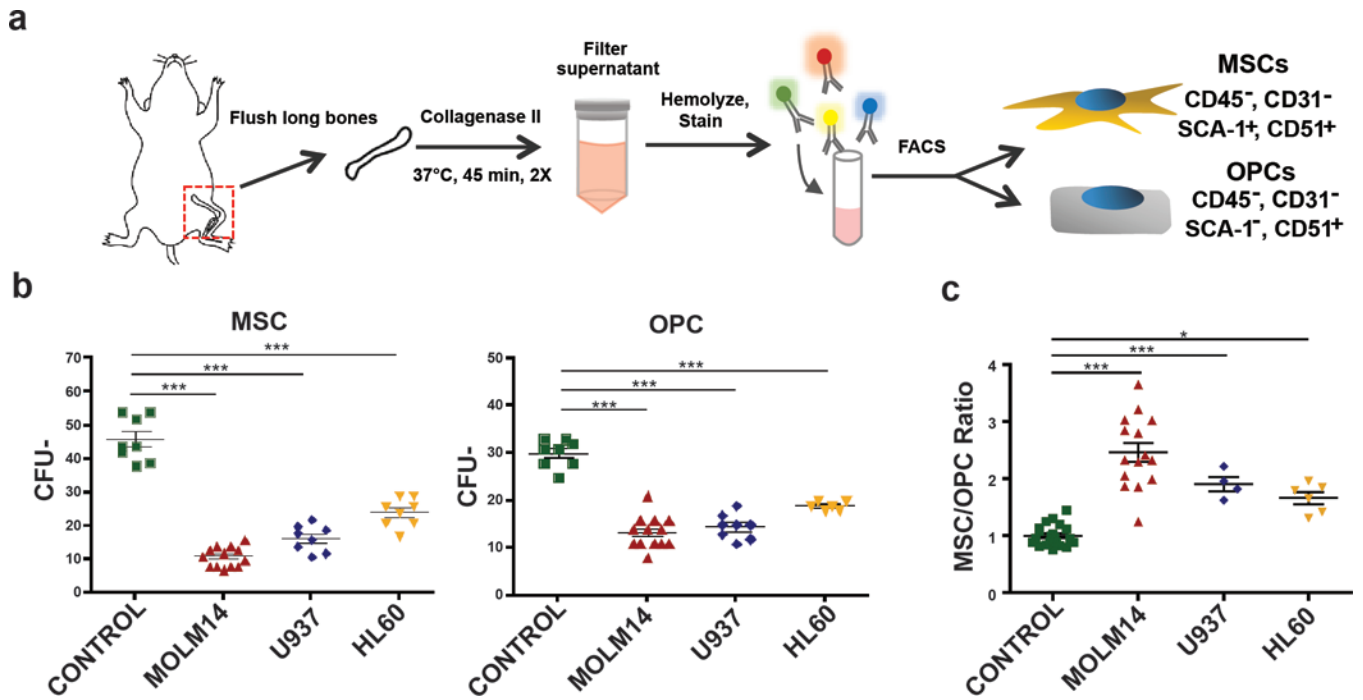 a
Flush long bones
Collagenase II
37°C, 45 min, 2X
Filter
supernatant
Hemolyze,
Stain
FACS
MSCs
CD45⁻, CD31⁻
SCA-1⁺, CD51⁺
OPCs
CD45⁻, CD31⁻
SCA-1⁻, CD51⁺
b
MSC
CFU-
70
60
50
40
30
20
10
0
***
***
***
CONTROL
MOLM14
U937
HL60
OPC
CFU-
50
40
30
20
10
0
***
***
***
CONTROL
MOLM14
U937
HL60
c
MSC/OPC Ratio
4
3
2
1
0
*
***
***
CONTROL
MOLM14
U937
HL60